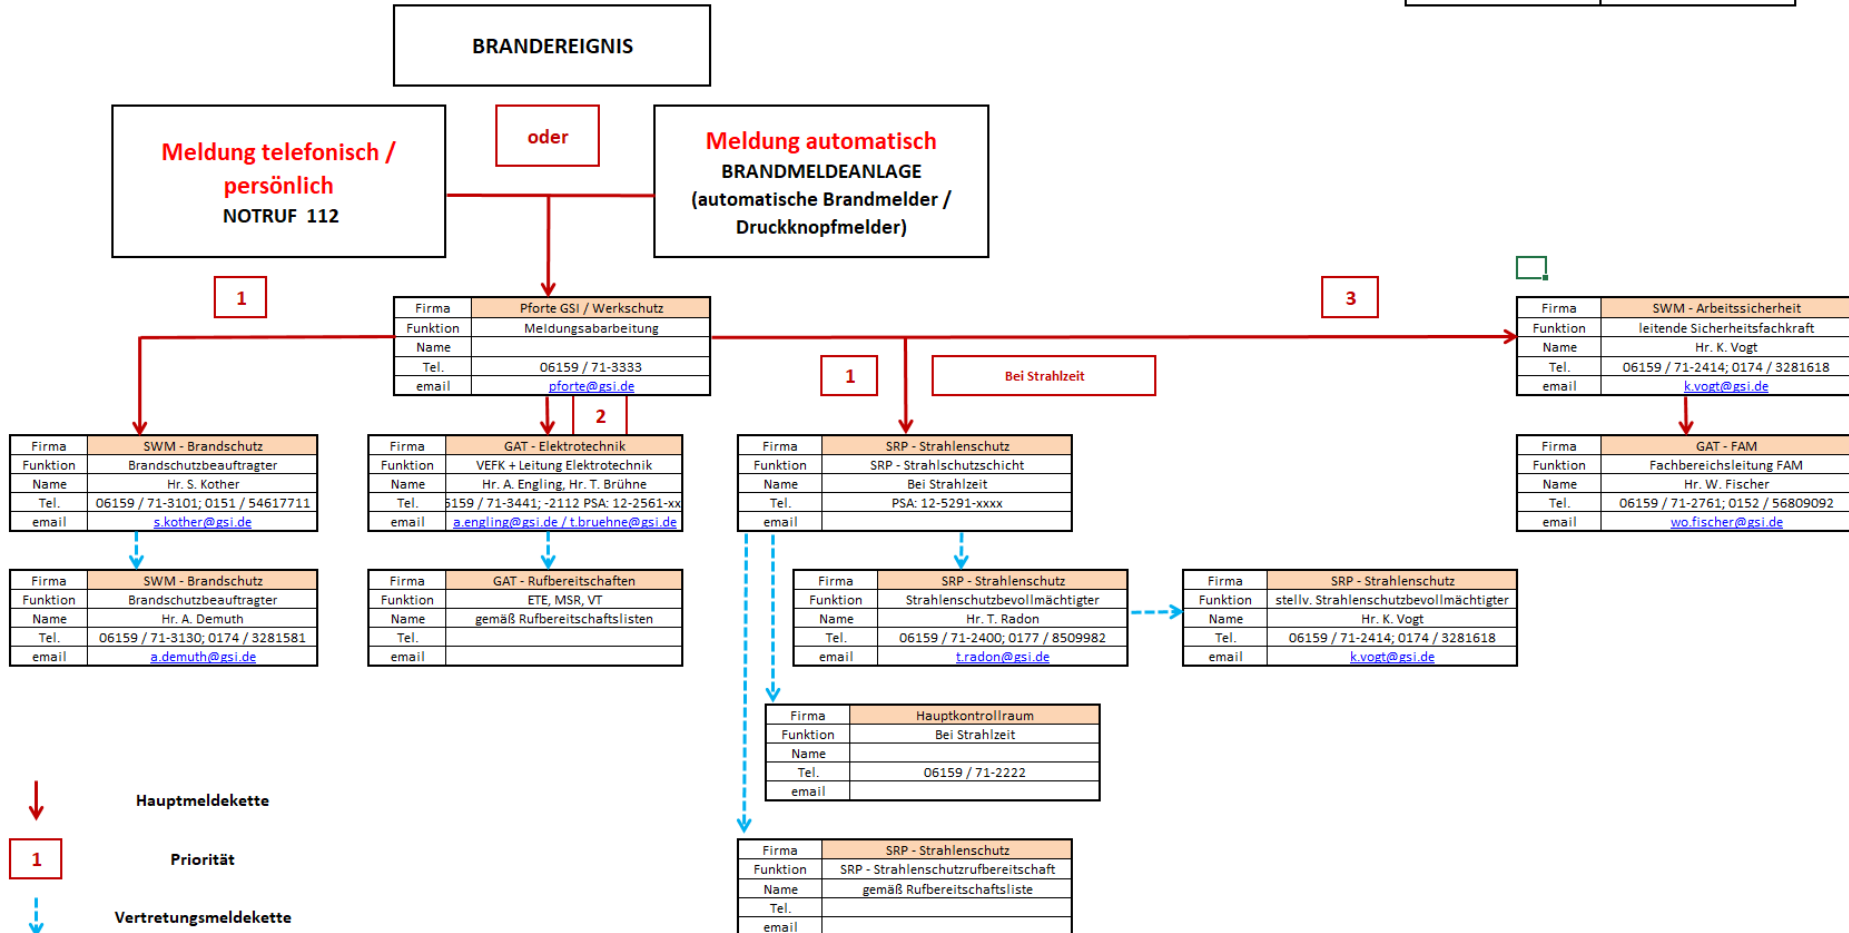 BRANDEREIGNIS
Meldung telefonisch /
persönlich
NOTRUF 112
oder
Meldung automatisch
BRANDMELDEANLAGE
(automatische Brandmelder /
Druckknopfmelder)
1
3
Firma Pforte GSI / Werkschutz
Funktion Meldungsabarbeitung
Name
Tel. 06159 / 71-3333
email pforte@gsi.de
Firma SWM - Arbeitssicherheit
Funktion leitende Sicherheitsfachkraft
Name Hr. K. Vogt
Tel. 06159 / 71-2414; 0174 / 3281618
email k.vogt@gsi.de
1
Bei Strahlzeit
2
Firma SWM - Brandschutz
Funktion Brandschutzbeauftragter
Name Hr. S. Kother
Tel. 06159 / 71-3101; 0151 / 54617711
email s.kother@gsi.de
Firma GAT - Elektrotechnik
Funktion VEFK + Leitung Elektrotechnik
Name Hr. A. Engling, Hr. T. Brühne
Tel. 5159 / 71-3441; -2112 PSA: 12-2561-xx
email a.engling@gsi.de / t.bruehne@gsi.de
Firma SRP - Strahlenschutz
Funktion SRP - Strahlschutzschicht
Name Bei Strahlzeit
Tel. PSA: 12-5291-xxxx
email
Firma GAT - FAM
Funktion Fachbereichsleitung FAM
Name Hr. W. Fischer
Tel. 06159 / 71-2761; 0152 / 56809092
email wo.fischer@gsi.de
Firma SWM - Brandschutz
Funktion Brandschutzbeauftragter
Name Hr. A. Demuth
Tel. 06159 / 71-3130; 0174 / 3281581
email a.demuth@gsi.de
Firma GAT - Rufbereitschaften
Funktion ETE, MSR, VT
Name gemäß Rufbereitschaftslisten
Tel.
email
Firma SRP - Strahlenschutz
Funktion Strahlenschutzbevollmächtigter
Name Hr. T. Radon
Tel. 06159 / 71-2400; 0177 / 8509982
email t.radon@gsi.de
Firma SRP - Strahlenschutz
Funktion stellv. Strahlenschutzbevollmächtigter
Name Hr. K. Vogt
Tel. 06159 / 71-2414; 0174 / 3281618
email k.vogt@gsi.de
Firma Hauptkontrollraum
Funktion Bei Strahlzeit
Name
Tel. 06159 / 71-2222
email
Firma SRP - Strahlenschutz
Funktion SRP - Strahlenschutzrufbereitschaft
Name gemäß Rufbereitschaftsliste
Tel.
email
Hauptmeldekette
1 Priorität
Vertretungsmeldekette